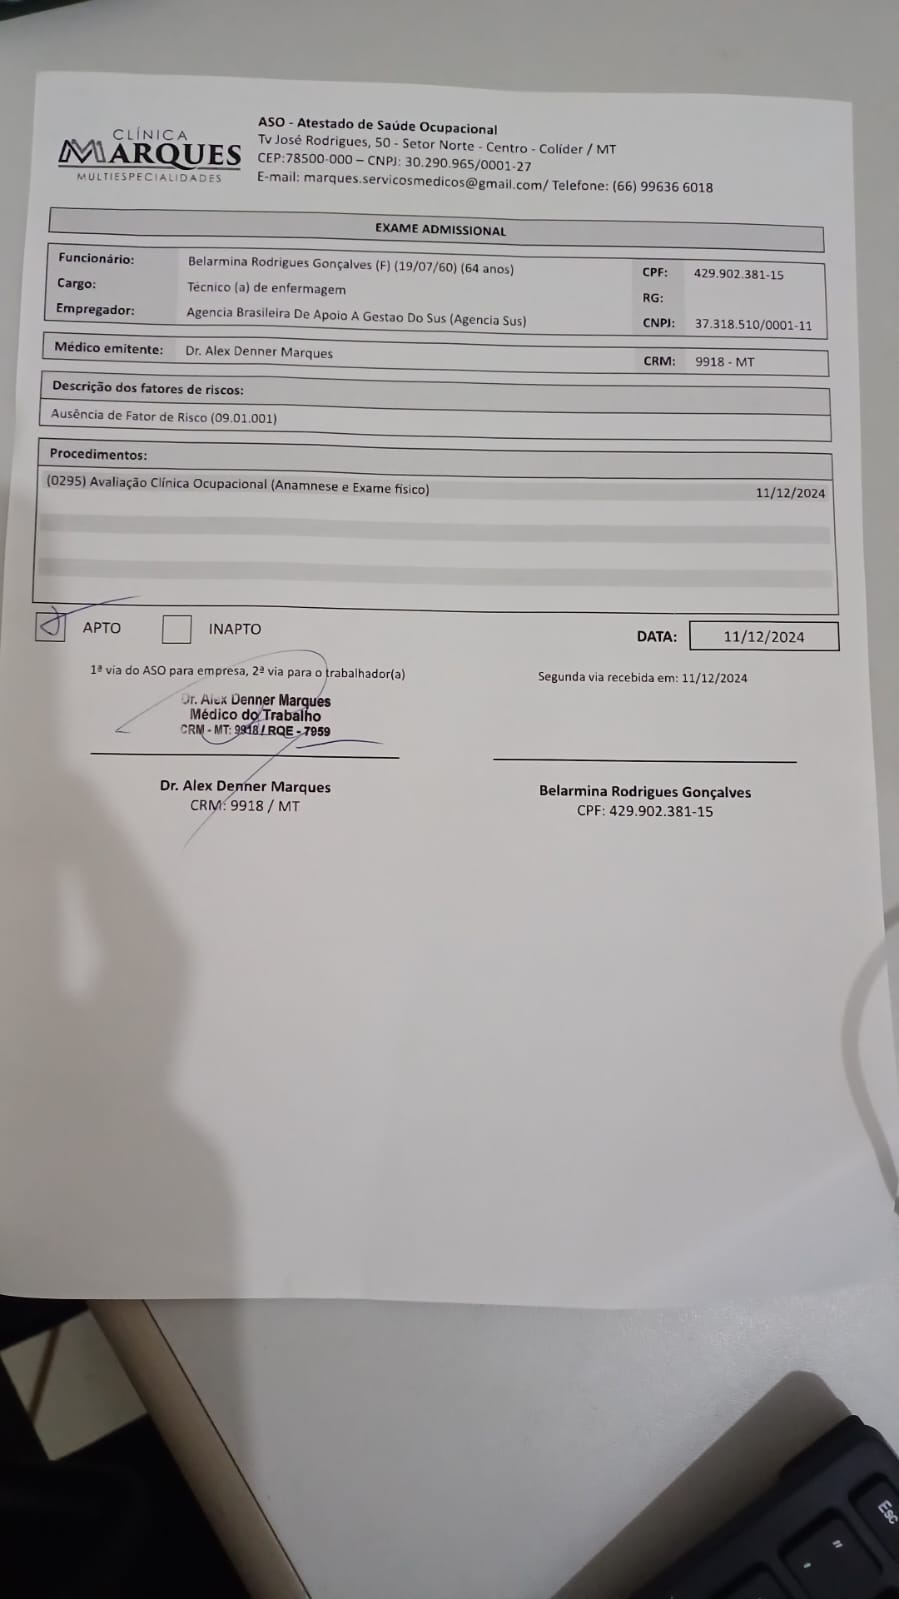 CLÍNICA
MARQUES
MULTIESPECIALIDADES
ASO - Atestado de Saúde Ocupacional
Tv José Rodrigues, 50 - Setor Norte - Centro - Colíder / MT
CEP:78500-000 – CNPJ: 30.290.965/0001-27
E-mail: marques.servicosmedicos@gmail.com/ Telefone: (66) 99636 6018
EXAME ADMISSIONAL
Funcionário: Belarmina Rodrigues Gonçalves (F) (19/07/60) (64 anos) CPF: 429.902.381-15
Cargo: Técnico (a) de enfermagem RG:
Empregador: Agencia Brasileira De Apoio A Gestao Do Sus (Agencia Sus) CNPJ: 37.318.510/0001-11
Médico emitente: Dr. Alex Denner Marques CRM: 9918 - MT
Descrição dos fatores de riscos:
Ausência de Fator de Risco (09.01.001)
Procedimentos:
(0295) Avaliação Clínica Ocupacional (Anamnese e Exame físico) 11/12/2024
APTO INAPTO DATA: 11/12/2024
1ª via do ASO para empresa, 2ª via para o trabalhador(a) Segunda via recebida em: 11/12/2024
Dr. Alex Denner Marques
Médico do Trabalho
CRM - MT: 9918 / RQE - 7959
Dr. Alex Denner Marques Belarmina Rodrigues Gonçalves
CRM: 9918 / MT CPF: 429.902.381-15
Esc